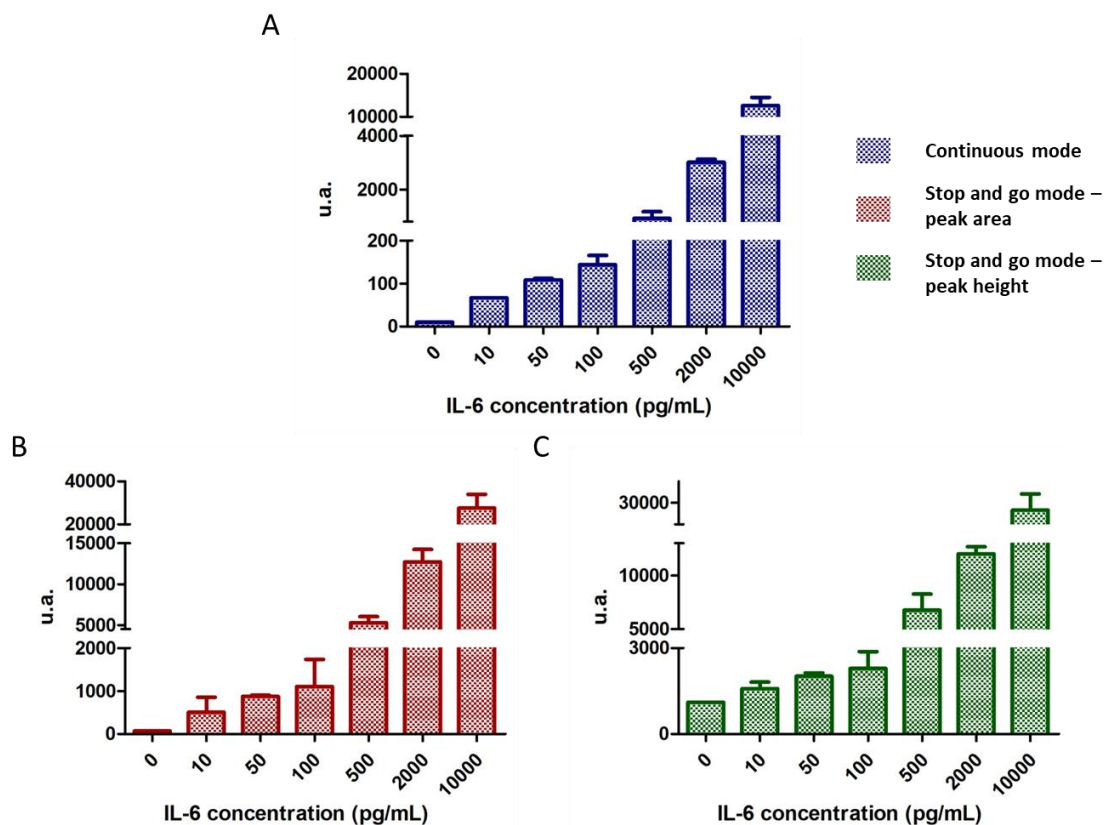 A
20000
10000
4000
2000
200
100
0
u.a.
0 10 50 100 500 2000 10000
IL-6 concentration (pg/mL)
Continuous mode
Stop and go mode –
peak area
Stop and go mode –
peak height
B
40000
20000
15000
10000
5000
2000
1000
0
u.a.
0 10 50 100 500 2000 10000
IL-6 concentration (pg/mL)
C
30000
10000
5000
3000
0
u.a.
0 10 50 100 500 2000 10000
IL-6 concentration (pg/mL)